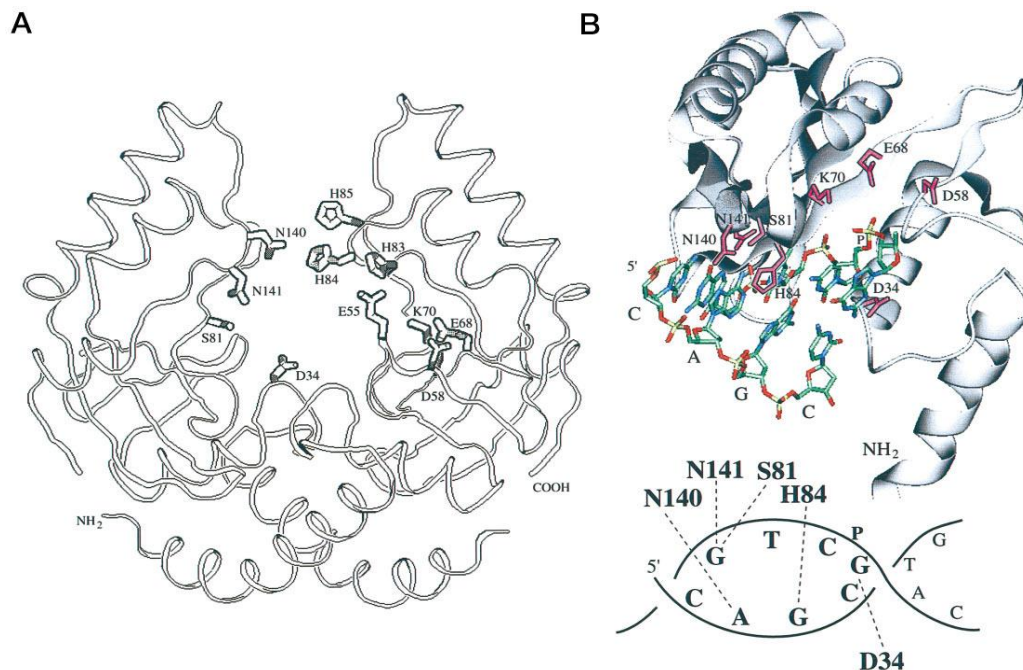 A
H85
N140
H83
H84
N141
E55
K70
E68
S81
D34
D58
COOH
NH2
B
E68
K70
D58
N141
S81
N140
P
5'
H84
D34
C
A
G
C
NH2
N141 S81
N140 H84
G T C P G
5'
C A G C
G
T
A
C
D34